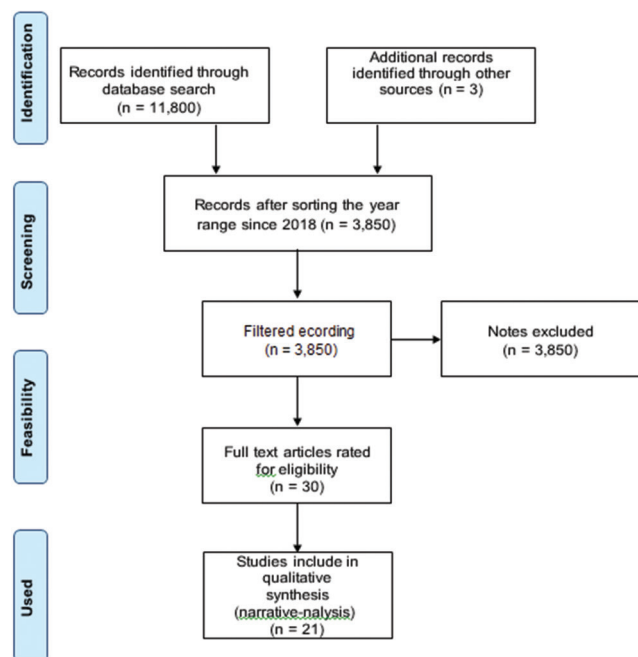 Identification
Records identified through
database search
(n = 11,800)
Additional records
identified through other
sources (n = 3)
Screening
Records after sorting the year
range since 2018 (n = 3,850)
Filtered ecording
(n = 3,850)
Notes excluded
(n = 3,850)
Feasibility
Full text articles rated
for eligibility
(n = 30)
Used
Studies include in
qualitative
synthesis
(narrative-nalysis)
(n = 21)